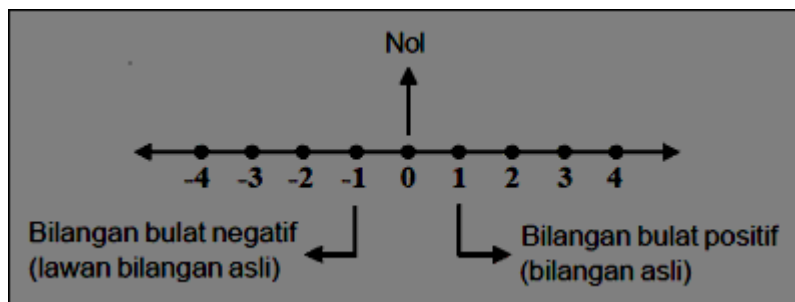 Nol
-4 -3 -2 -1 0 1 2 3 4
Bilangan bulat negatif
(lawan bilangan asli)
Bilangan bulat positif
(bilangan asli)